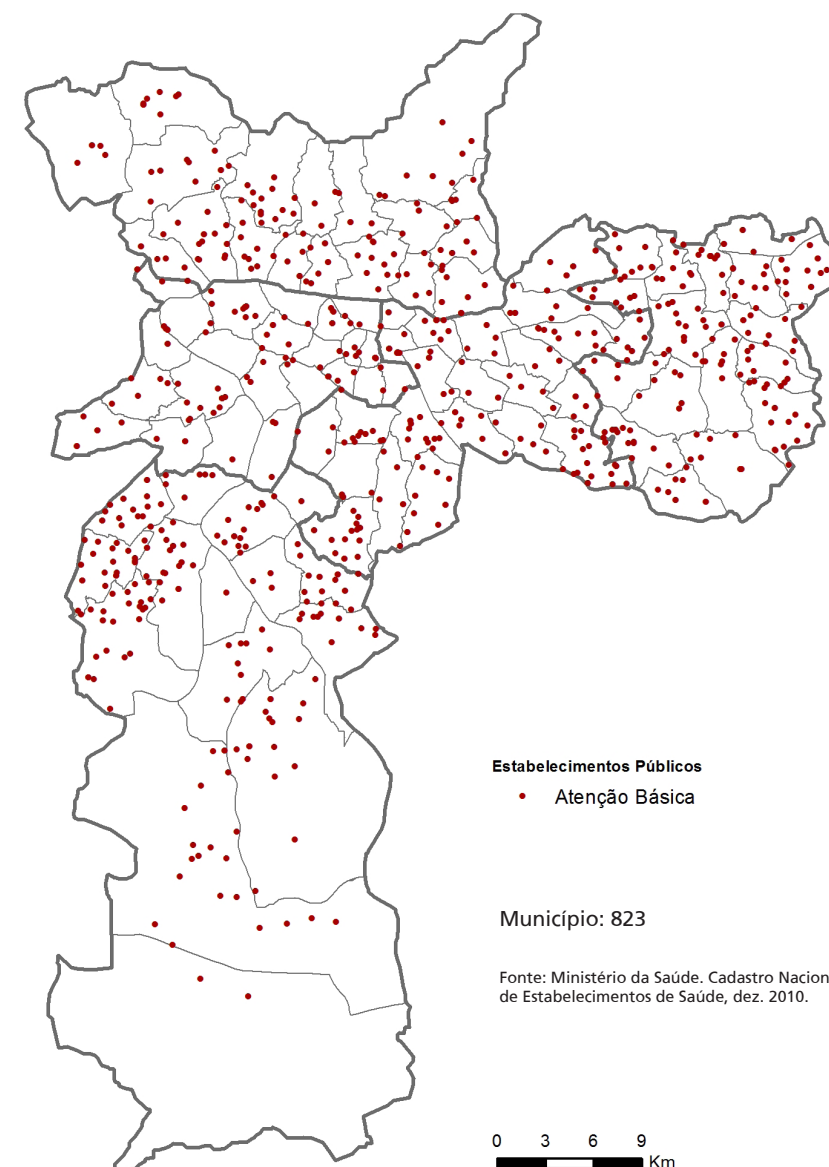 Estabelecimentos Públicos
Atenção Básica
Município: 823
Fonte: Ministério da Saúde. Cadastro Nacion
de Estabelecimentos de Saúde, dez. 2010.
0 3 6 9
Km